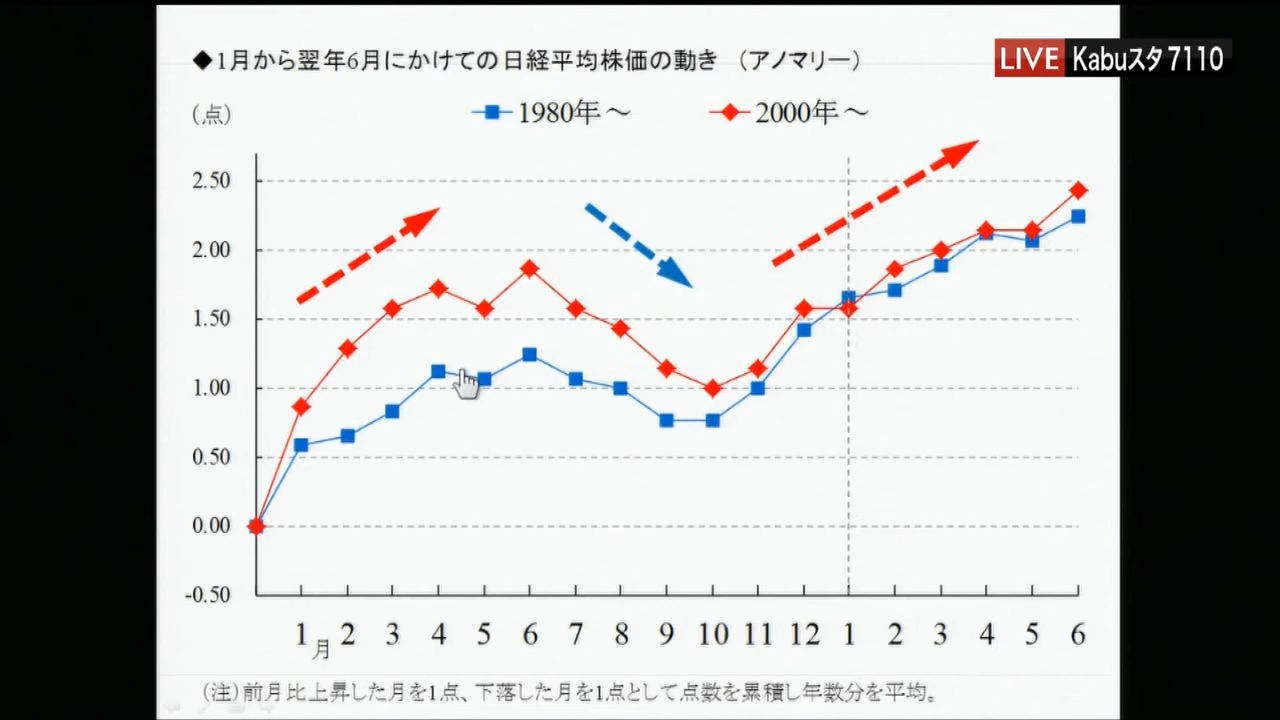 ◆1月から翌年6月にかけての日経平均株価の動き （アノマリー）
LIVE Kabuスタ 7110
（点）
1980年～ 2000年～
2.50
2.00
1.50
1.00
0.50
0.00
-0.50
1月 2 3 4 5 6 7 8 9 10 11 12 1 2 3 4 5 6
（注）前月比上昇した月を1点、下落した月を1点として点数を累積し年数分を平均。